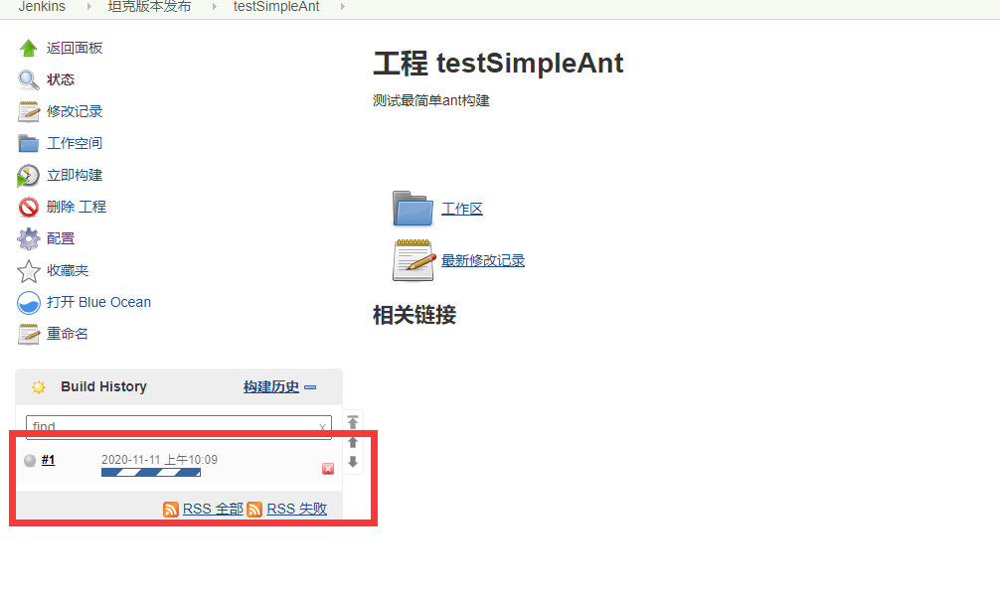 Jenkins 坦克版本发布 testSimpleAnt
返回面板
状态
修改记录
工作空间
立即构建
删除 工程
配置
收藏夹
打开 Blue Ocean
重命名
Build History 构建历史
find x
#1 2020-11-11 上午10:09
RSS 全部 RSS 失败
工程 testSimpleAnt
测试最简单ant构建
工作区
最新修改记录
相关链接